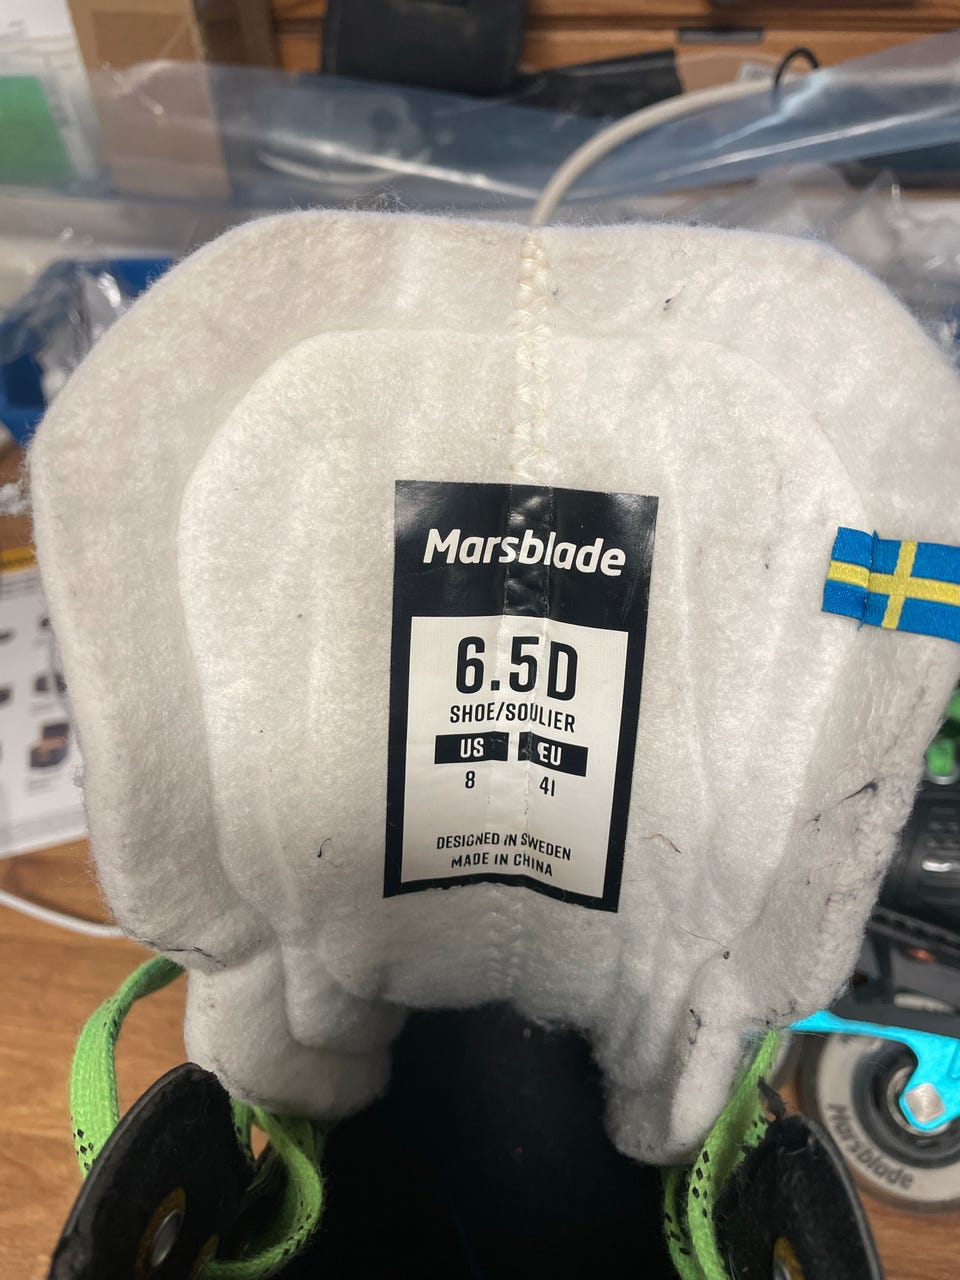 Marsblade
6.5D
SHOE/SOULIER
US EU
8 41
DESIGNED IN SWEDEN
MADE IN CHINA
Marsblade